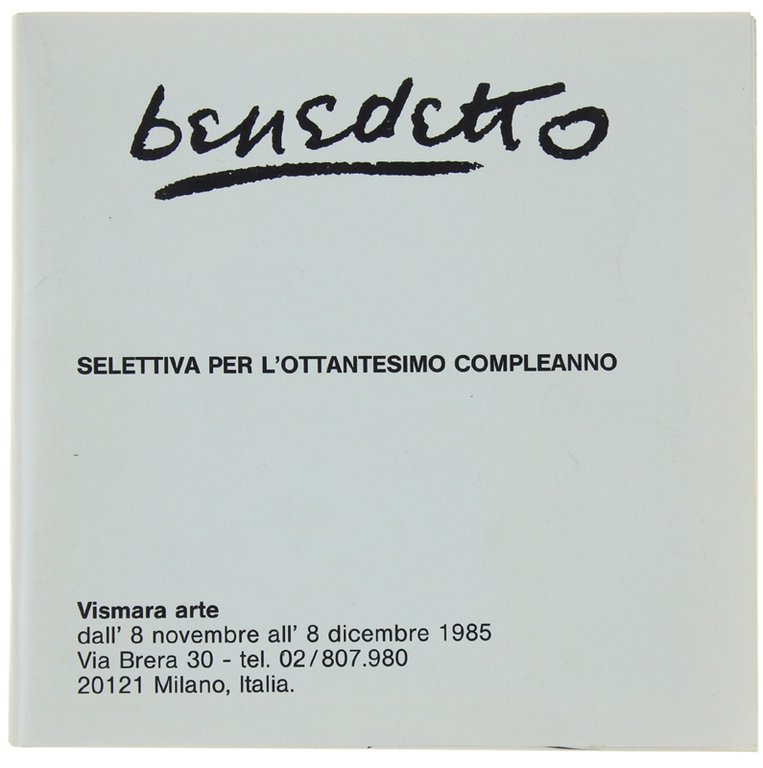 benedetto
SELETTIVA PER L'OTTANTESIMO COMPLEANNO
Vismara arte
dall' 8 novembre all' 8 dicembre 1985
Via Brera 30 - tel. 02/807.980
20121 Milano, Italia.